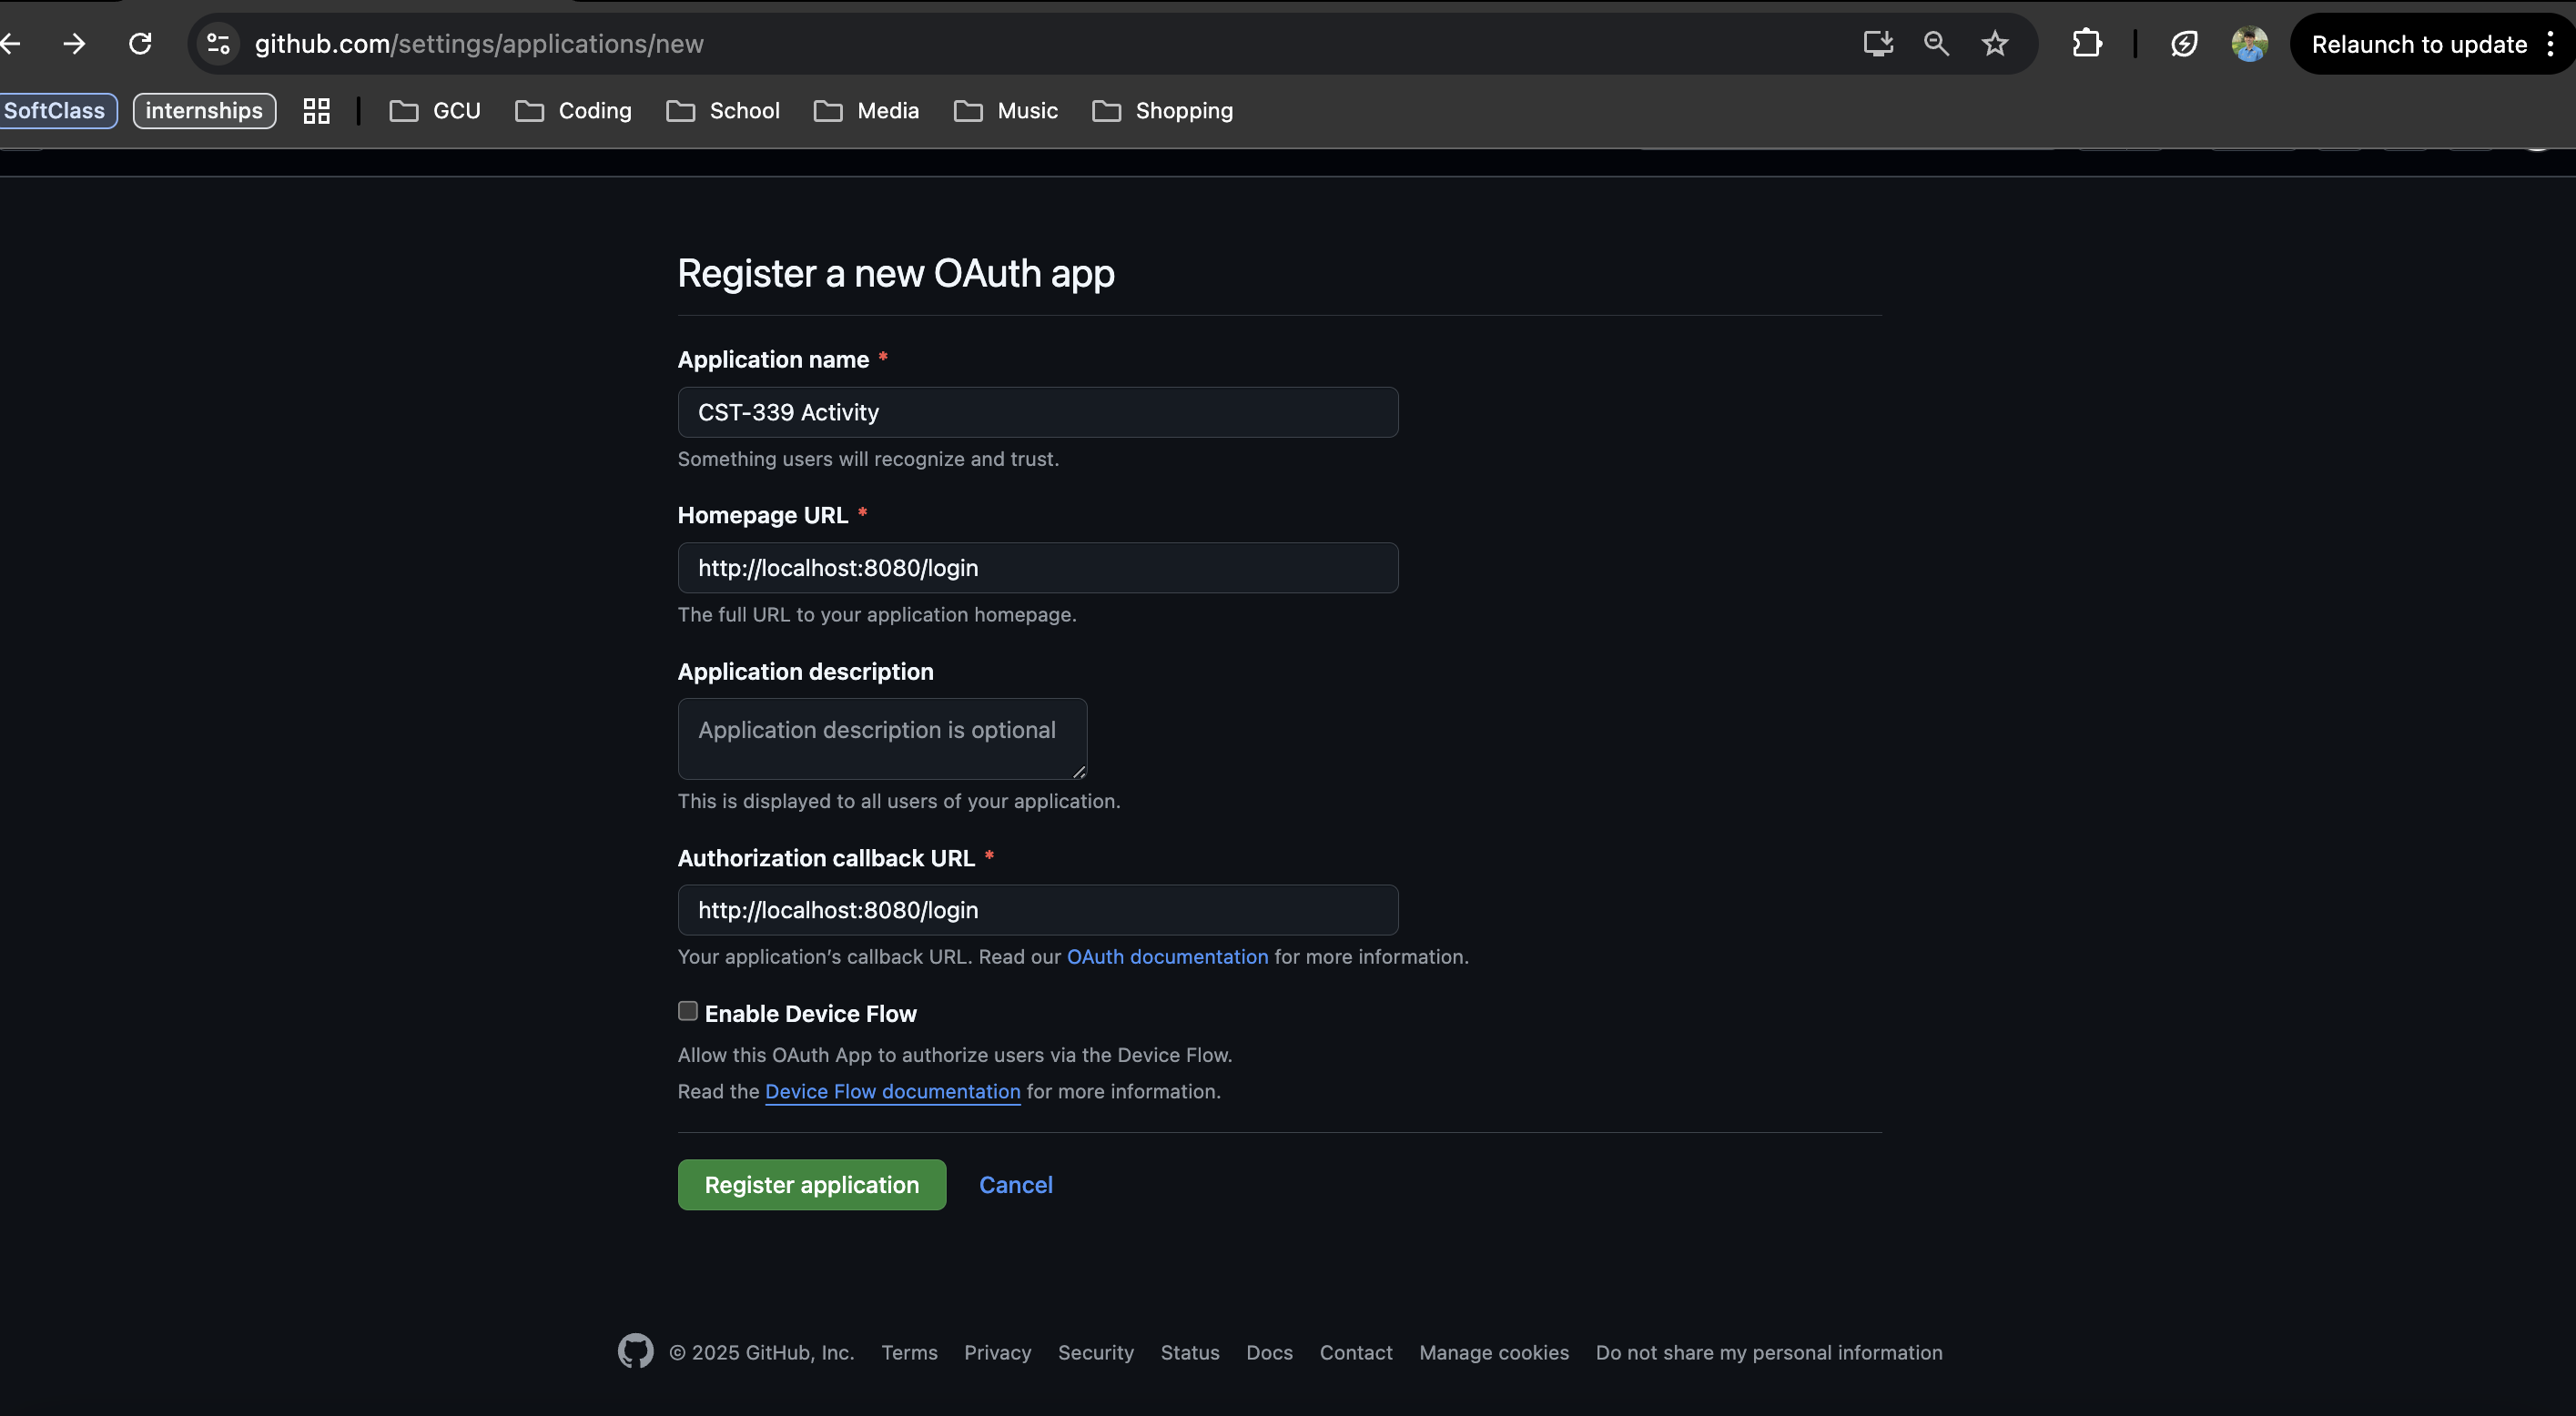 github.com/settings/applications/new
Relaunch to update
SoftClass internships GCU Coding School Media Music Shopping
Register a new OAuth app
Application name *
CST-339 Activity
Something users will recognize and trust.
Homepage URL *
http://localhost:8080/login
The full URL to your application homepage.
Application description
Application description is optional
This is displayed to all users of your application.
Authorization callback URL *
http://localhost:8080/login
Your application’s callback URL. Read our OAuth documentation for more information.
Enable Device Flow
Allow this OAuth App to authorize users via the Device Flow.
Read the Device Flow documentation for more information.
Register application Cancel
© 2025 GitHub, Inc. Terms Privacy Security Status Docs Contact Manage cookies Do not share my personal information